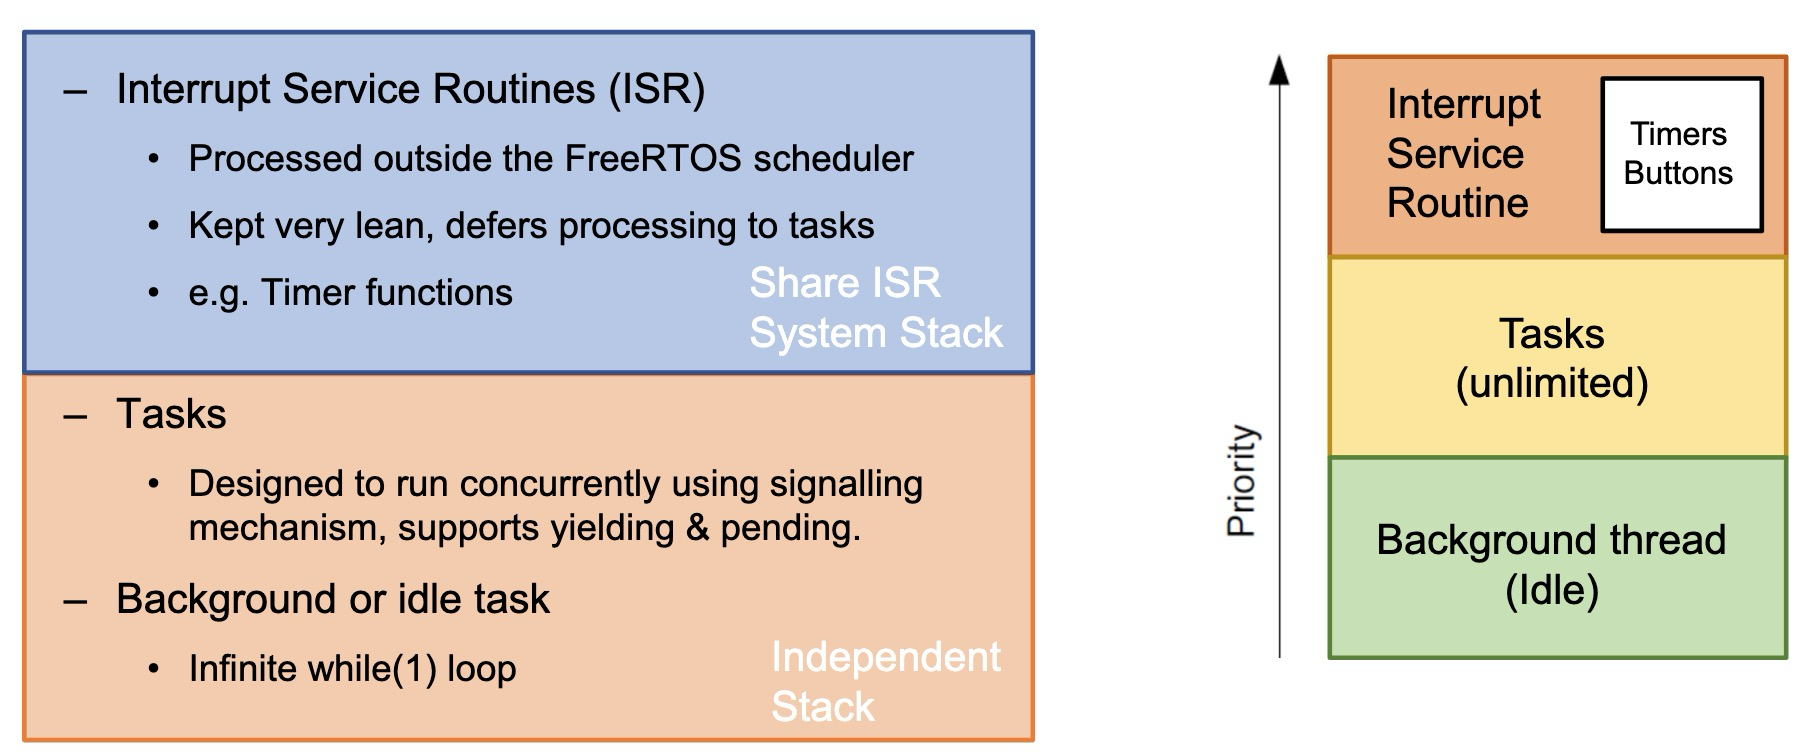 – Interrupt Service Routines (ISR)
• Processed outside the FreeRTOS scheduler
• Kept very lean, defers processing to tasks
• e.g. Timer functions
Share ISR
System Stack
– Tasks
• Designed to run concurrently using signalling
mechanism, supports yielding & pending.
– Background or idle task
• Infinite while(1) loop
Independent
Stack
Priority
Interrupt
Service
Routine
Timers
Buttons
Tasks
(unlimited)
Background thread
(Idle)